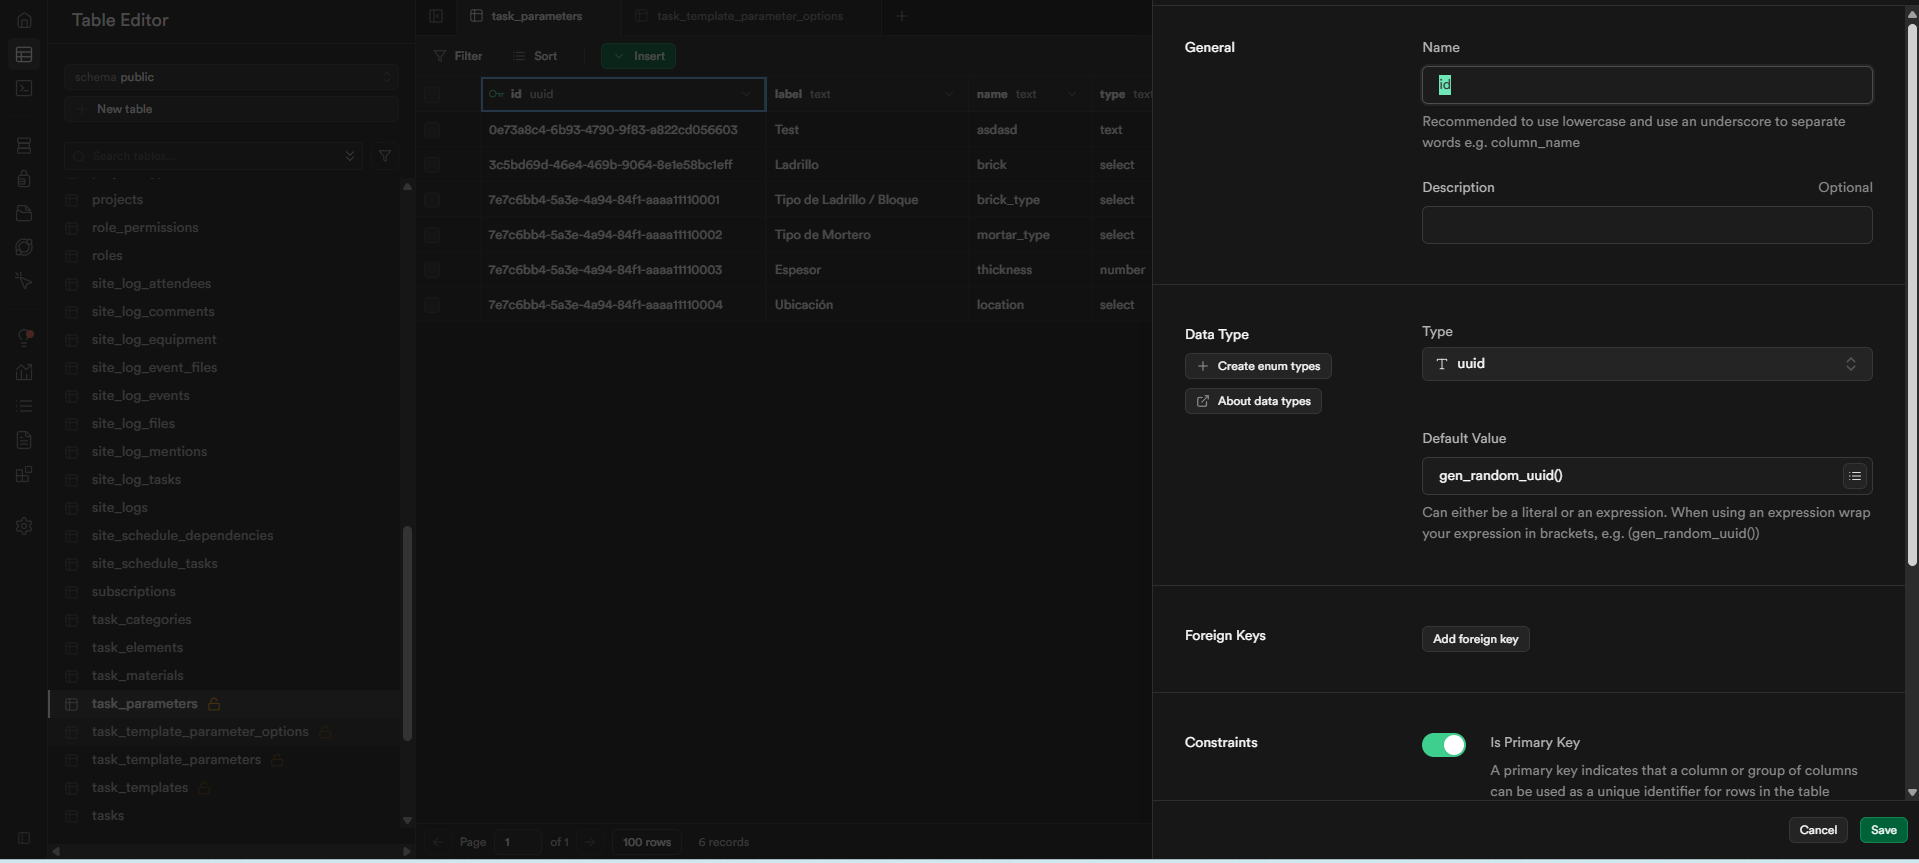 Table Editor
schema public
New table
Search tables...
projects
role_permissions
roles
site_log_attendees
site_log_comments
site_log_equipment
site_log_event_files
site_log_events
site_log_files
site_log_mentions
site_log_tasks
site_logs
site_schedule_dependencies
site_schedule_tasks
subscriptions
task_categories
task_elements
task_materials
task_parameters
task_template_parameter_options
task_template_parameters
task_templates
tasks
task_parameters
task_template_parameter_options
Filter
Sort
Insert
id uuid
label text
name text
type text
0e73a8c4-6b93-4790-9f83-a822cd056603 Test asdasd text
3c5bd69d-46e4-469b-9064-8e1e58bc1eff Ladrillo brick select
7e7c6bb4-5a3e-4a94-84f1-aaaa11110001 Tipo de Ladrillo / Bloque brick_type select
7e7c6bb4-5a3e-4a94-84f1-aaaa11110002 Tipo de Mortero mortar_type select
7e7c6bb4-5a3e-4a94-84f1-aaaa11110003 Espesor thickness number
7e7c6bb4-5a3e-4a94-84f1-aaaa11110004 Ubicación location select
Page 1 of 1
100 rows
6 records
General
Name
id
Recommended to use lowercase and use an underscore to separate
words e.g. column_name
Description Optional
Data Type
Create enum types
About data types
Type
uuid
Default Value
gen_random_uuid()
Can either be a literal or an expression. When using an expression wrap
your expression in brackets, e.g. (gen_random_uuid())
Foreign Keys
Add foreign key
Constraints
Is Primary Key
A primary key indicates that a column or group of columns
can be used as a unique identifier for rows in the table
Cancel
Save